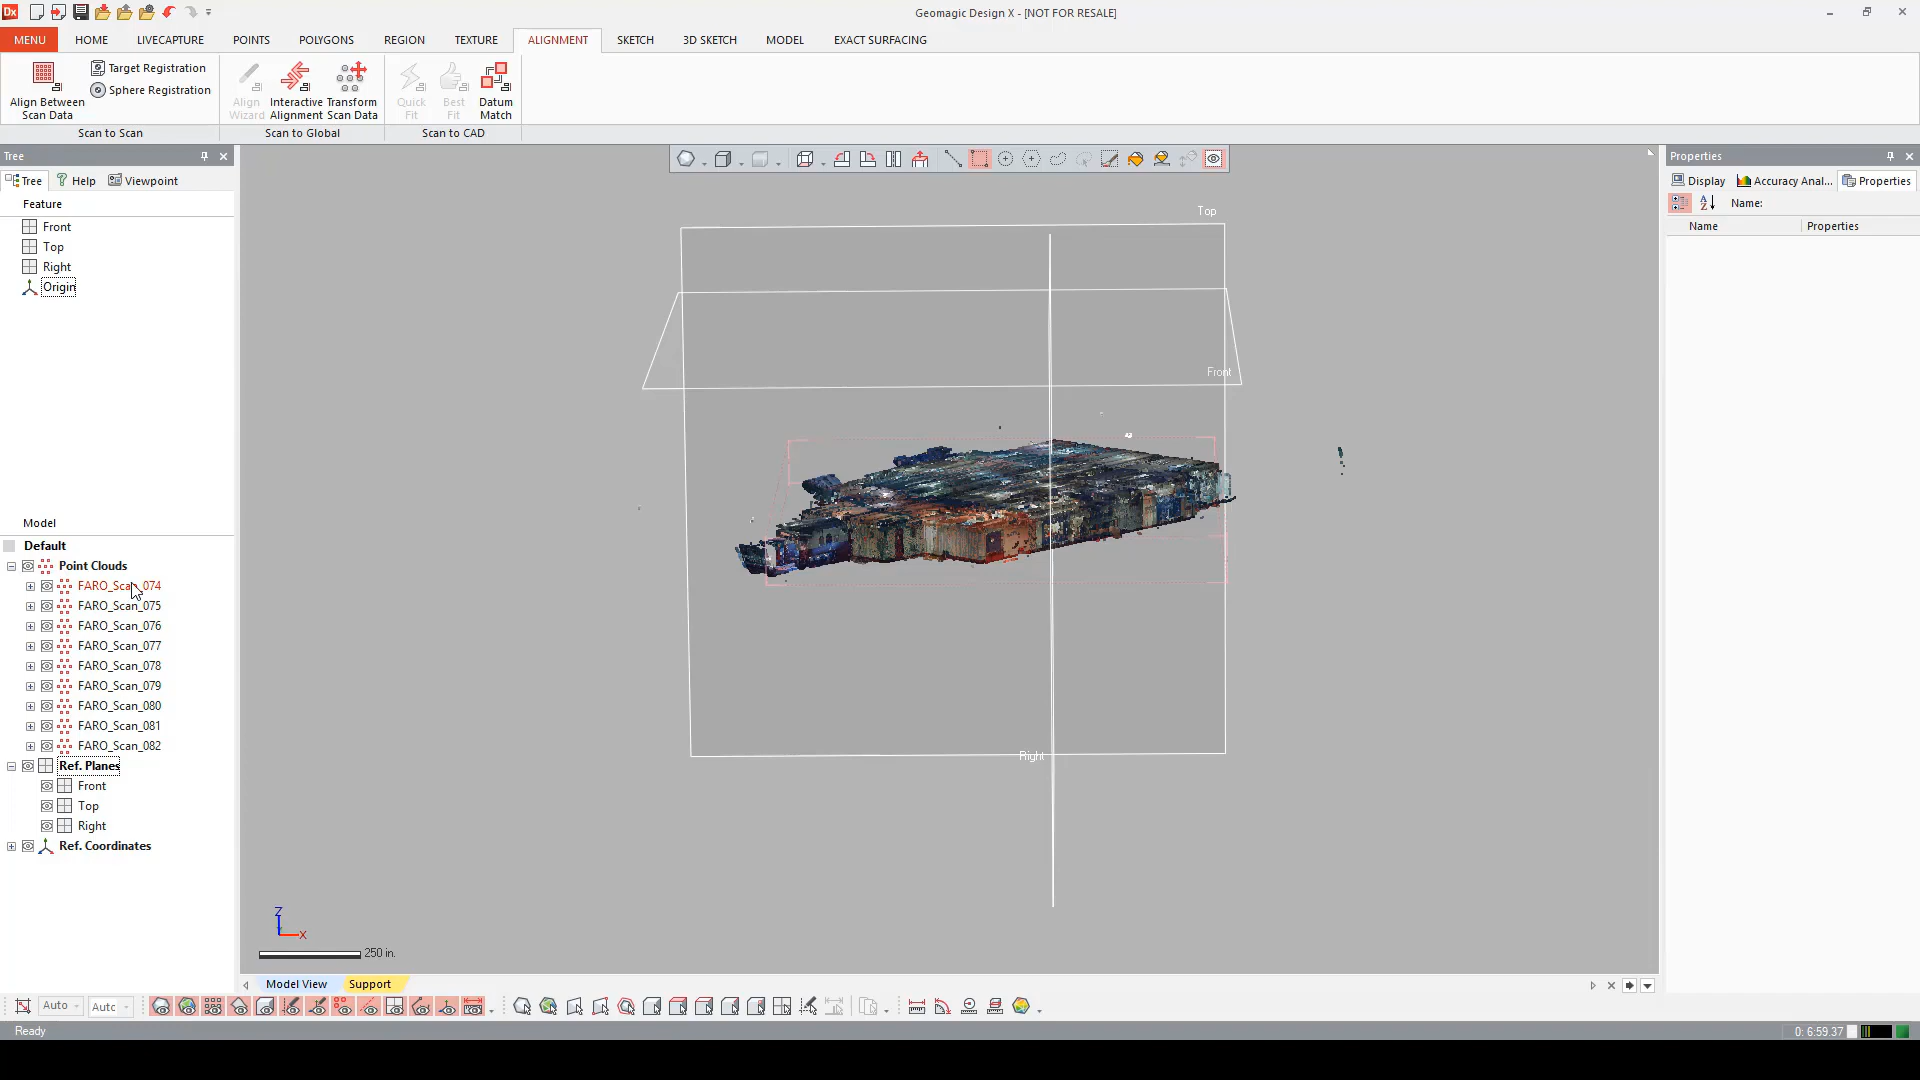 Dx
Geomagic Design X - [NOT FOR RESALE]
MENU HOME LIVECAPTURE POINTS POLYGONS REGION TEXTURE ALIGNMENT SKETCH 3D SKETCH MODEL EXACT SURFACING
Align Between
Scan Data
Target Registration
Sphere Registration
Align
Wizard
Interactive
Alignment
Transform
Scan Data
Quick
Fit
Best
Fit
Datum
Match
Scan to Scan
Scan to Global
Scan to CAD
Tree
Tree Help Viewpoint
Feature
Front
Top
Right
Origin
Model
Default
Point Clouds
FARO_Scan_074
FARO_Scan_075
FARO_Scan_076
FARO_Scan_077
FARO_Scan_078
FARO_Scan_079
FARO_Scan_080
FARO_Scan_081
FARO_Scan_082
Ref. Planes
Front
Top
Right
Ref. Coordinates
Top
Front
Right
Z
X
250 in.
Properties
Display Accuracy Anal... Properties
Name:
Name Properties
Model View Support
Auto Auto
Ready
0: 6:59.37